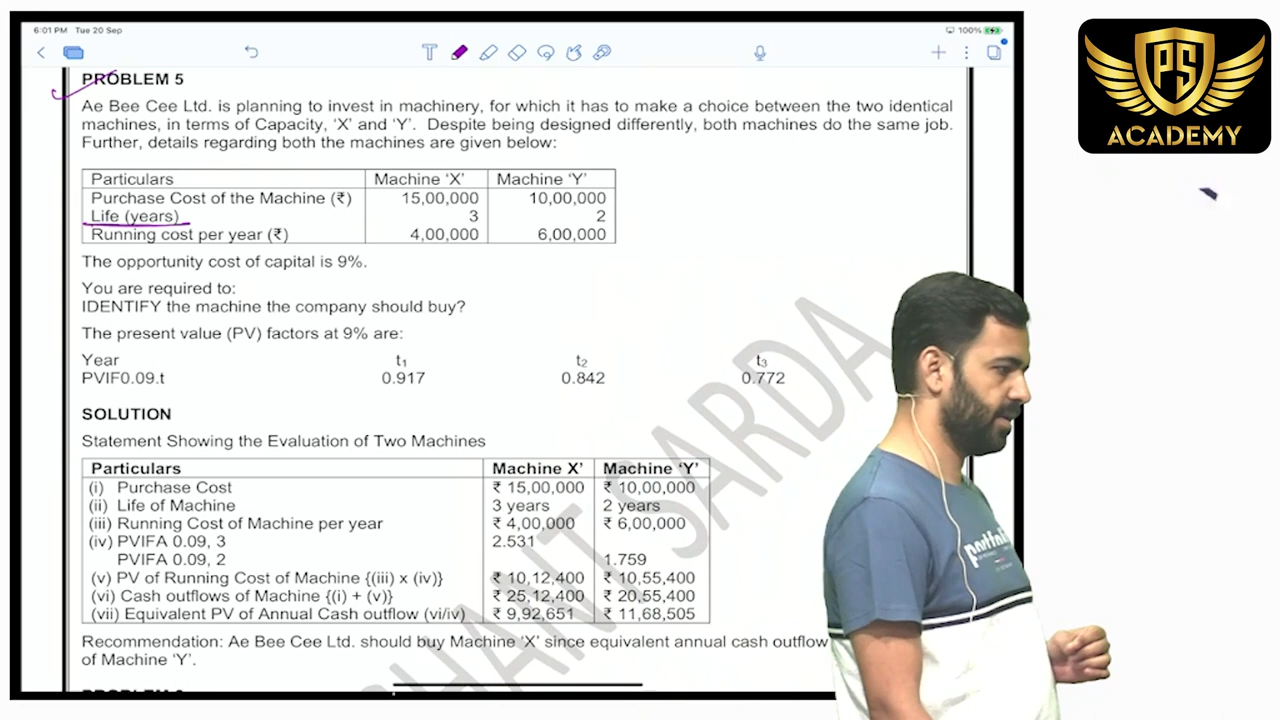 6:01 PM Tue 20 Sep
100%
T
PROBLEM 5
Ae Bee Cee Ltd. is planning to invest in machinery, for which it has to make a choice between the two identical
machines, in terms of Capacity, 'X' and 'Y'. Despite being designed differently, both machines do the same job.
Further, details regarding both the machines are given below:
Particulars Machine 'X' Machine 'Y'
Purchase Cost of the Machine (₹) 15,00,000 10,00,000
Life (years) 3 2
Running cost per year (₹) 4,00,000 6,00,000
The opportunity cost of capital is 9%.
You are required to:
IDENTIFY the machine the company should buy?
The present value (PV) factors at 9% are:
Year t1 t2 t3
PVIF0.09.t 0.917 0.842 0.772
SOLUTION
Statement Showing the Evaluation of Two Machines
Particulars Machine X' Machine 'Y'
(i) Purchase Cost ₹ 15,00,000 ₹ 10,00,000
(ii) Life of Machine 3 years 2 years
(iii) Running Cost of Machine per year ₹ 4,00,000 ₹ 6,00,000
(iv) PVIFA 0.09, 3 2.531
PVIFA 0.09, 2 1.759
(v) PV of Running Cost of Machine {(iii) x (iv)} ₹ 10,12,400 ₹ 10,55,400
(vi) Cash outflows of Machine {(i) + (v)} ₹ 25,12,400 ₹ 20,55,400
(vii) Equivalent PV of Annual Cash outflow (vi/iv) ₹ 9,92,651 ₹ 11,68,505
Recommendation: Ae Bee Cee Ltd. should buy Machine 'X' since equivalent annual cash outflow
of Machine 'Y'.
HANT SARDA
PS
ACADEMY